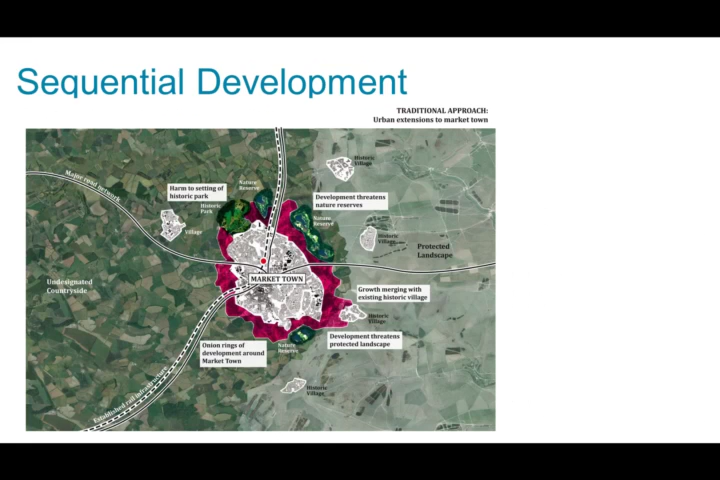 Sequential Development
TRADITIONAL APPROACH:
Urban extensions to market town
Major road network
Harm to setting of
historic park
Nature
Reserve
Historic
Park
Village
Historic
Village
Development threatens
nature reserves
Nature
Reserve
Historic
Village
Protected
Landscape
MARKET TOWN
Undesignated
Countryside
Growth merging with
existing historic village
Historic
Village
Onion rings of
development around
Market Town
Nature
Reserve
Development threatens
protected landscape
Historic
Village
Established rail infrastructure